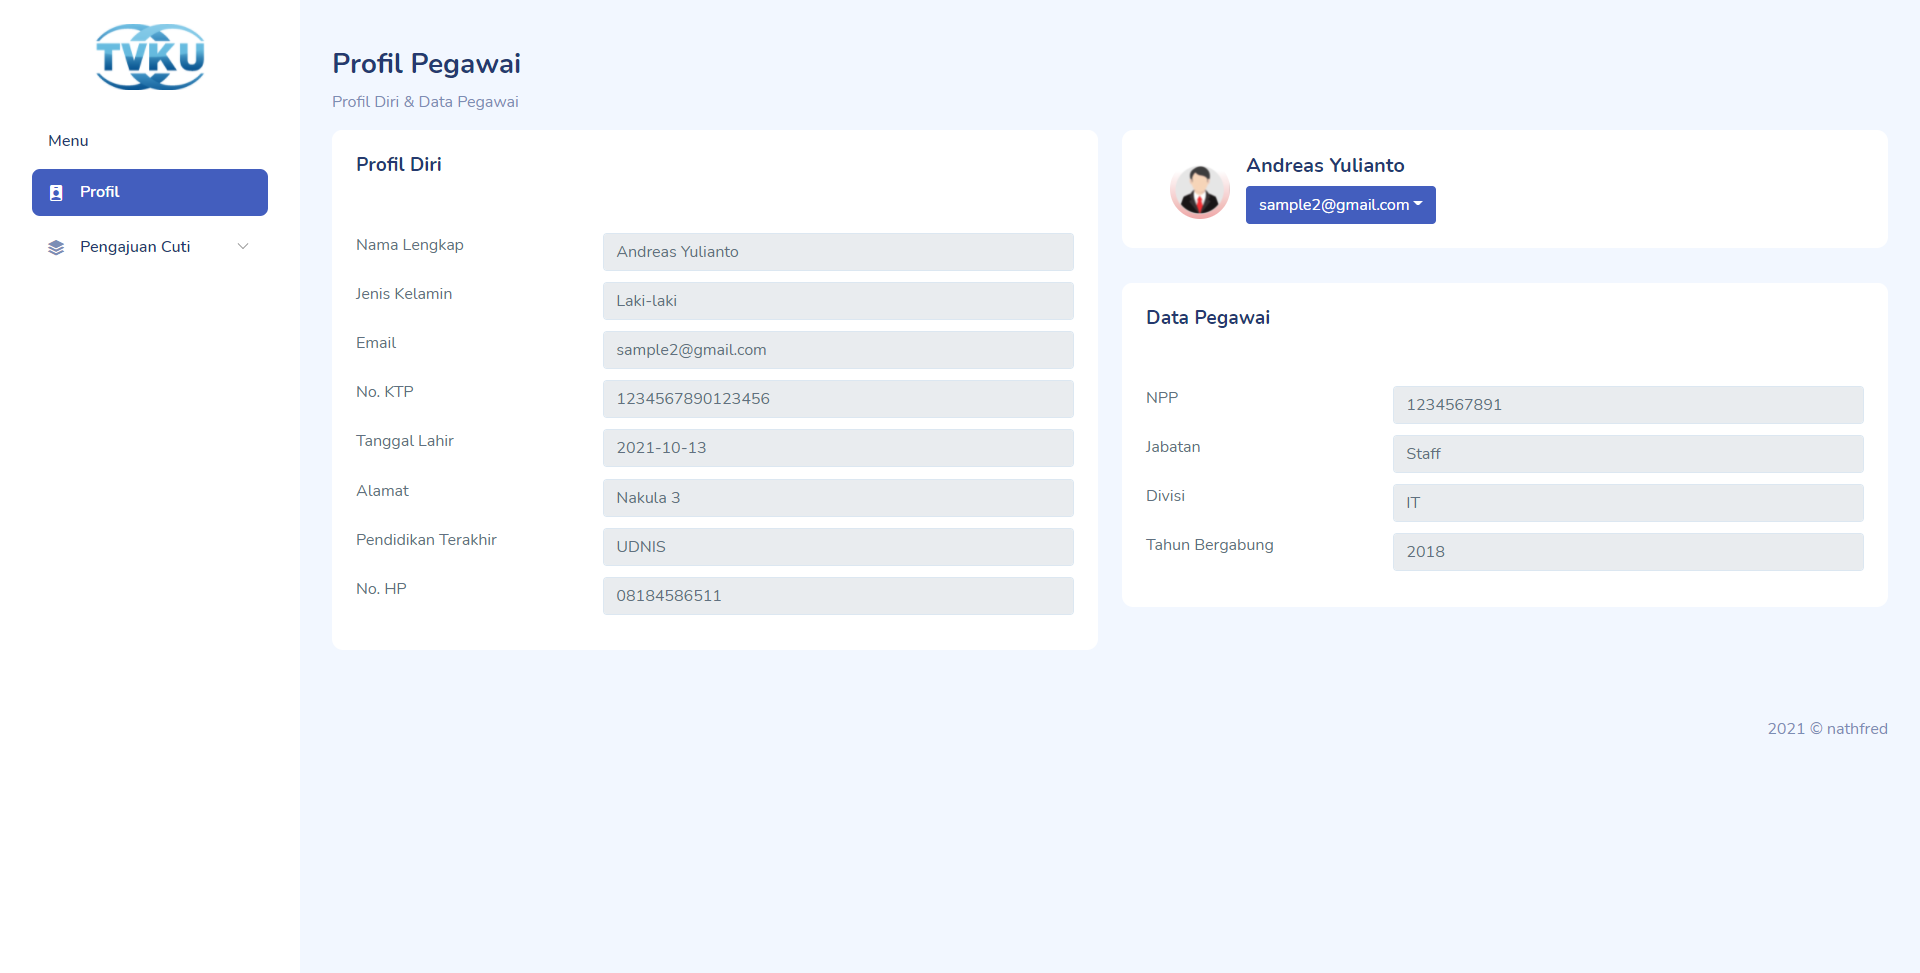 TVKU
Menu
Profil
Pengajuan Cuti
Profil Pegawai
Profil Diri & Data Pegawai
Profil Diri
Nama Lengkap Andreas Yulianto
Jenis Kelamin Laki-laki
Email sample2@gmail.com
No. KTP 1234567890123456
Tanggal Lahir 2021-10-13
Alamat Nakula 3
Pendidikan Terakhir UDNIS
No. HP 08184586511
Andreas Yulianto
sample2@gmail.com
Data Pegawai
NPP 1234567891
Jabatan Staff
Divisi IT
Tahun Bergabung 2018
2021 © nathfred